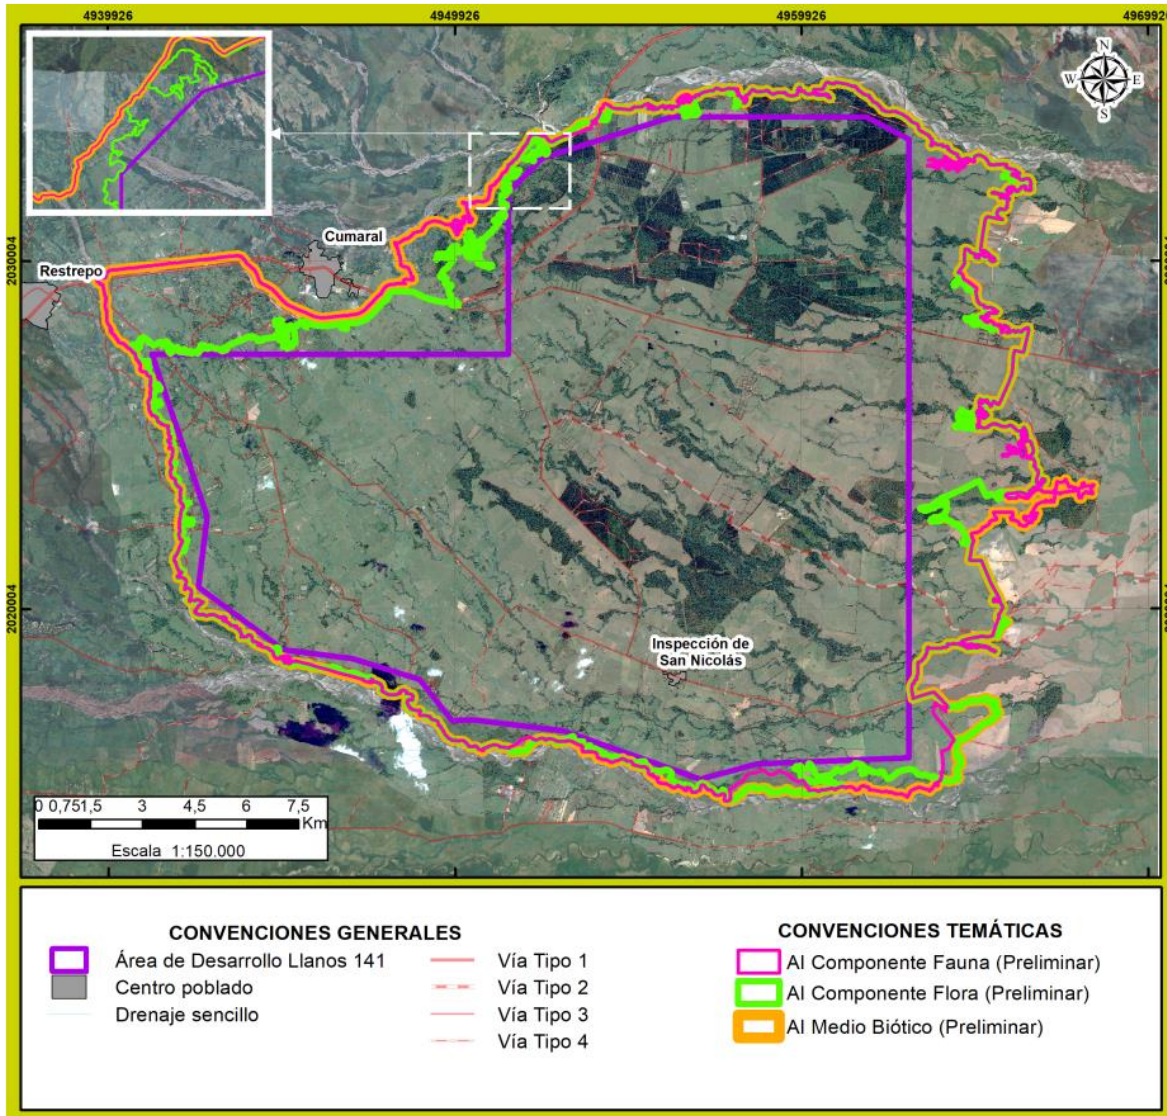 4939926
4949926
4959926
4969926
N
W E
S
Cumaral
Restrepo
2030004
2020004
Inspección de
San Nicolás
0 0,751,5 3 4,5 6 7,5
Km
Escala 1:150.000
CONVENCIONES GENERALES
Área de Desarrollo Llanos 141
Centro poblado
Drenaje sencillo
Vía Tipo 1
Vía Tipo 2
Vía Tipo 3
Vía Tipo 4
CONVENCIONES TEMÁTICAS
AI Componente Fauna (Preliminar)
AI Componente Flora (Preliminar)
AI Medio Biótico (Preliminar)